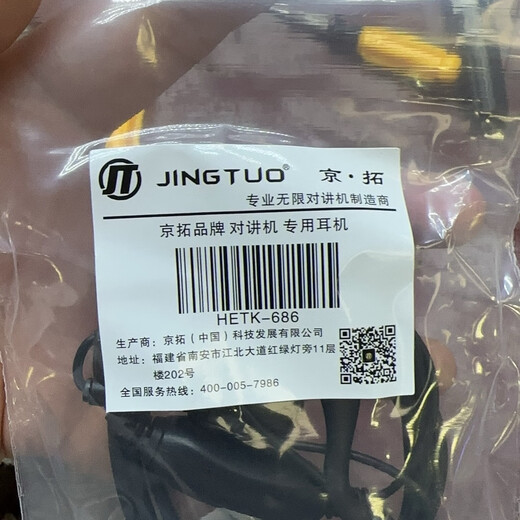 JT JINGTUO® 京·拓
专业无限对讲机制造商
京拓品牌 对讲机 专用耳机
HETK-686
生产商：京拓（中国）科技发展有限公司
地址：福建省南安市江北大道红绿灯旁11层
楼202号
全国服务热线：400-005-7986